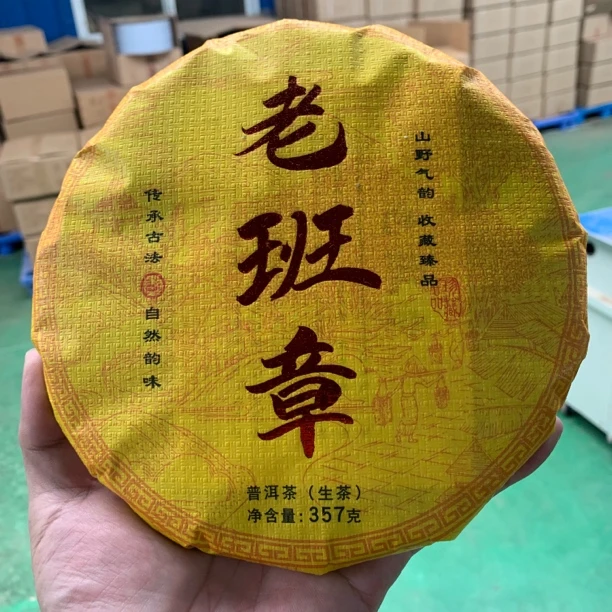 老班章
山野气韵 收藏臻品
传承古法 自然韵味
普洱茶（生茶）
净含量: 357克